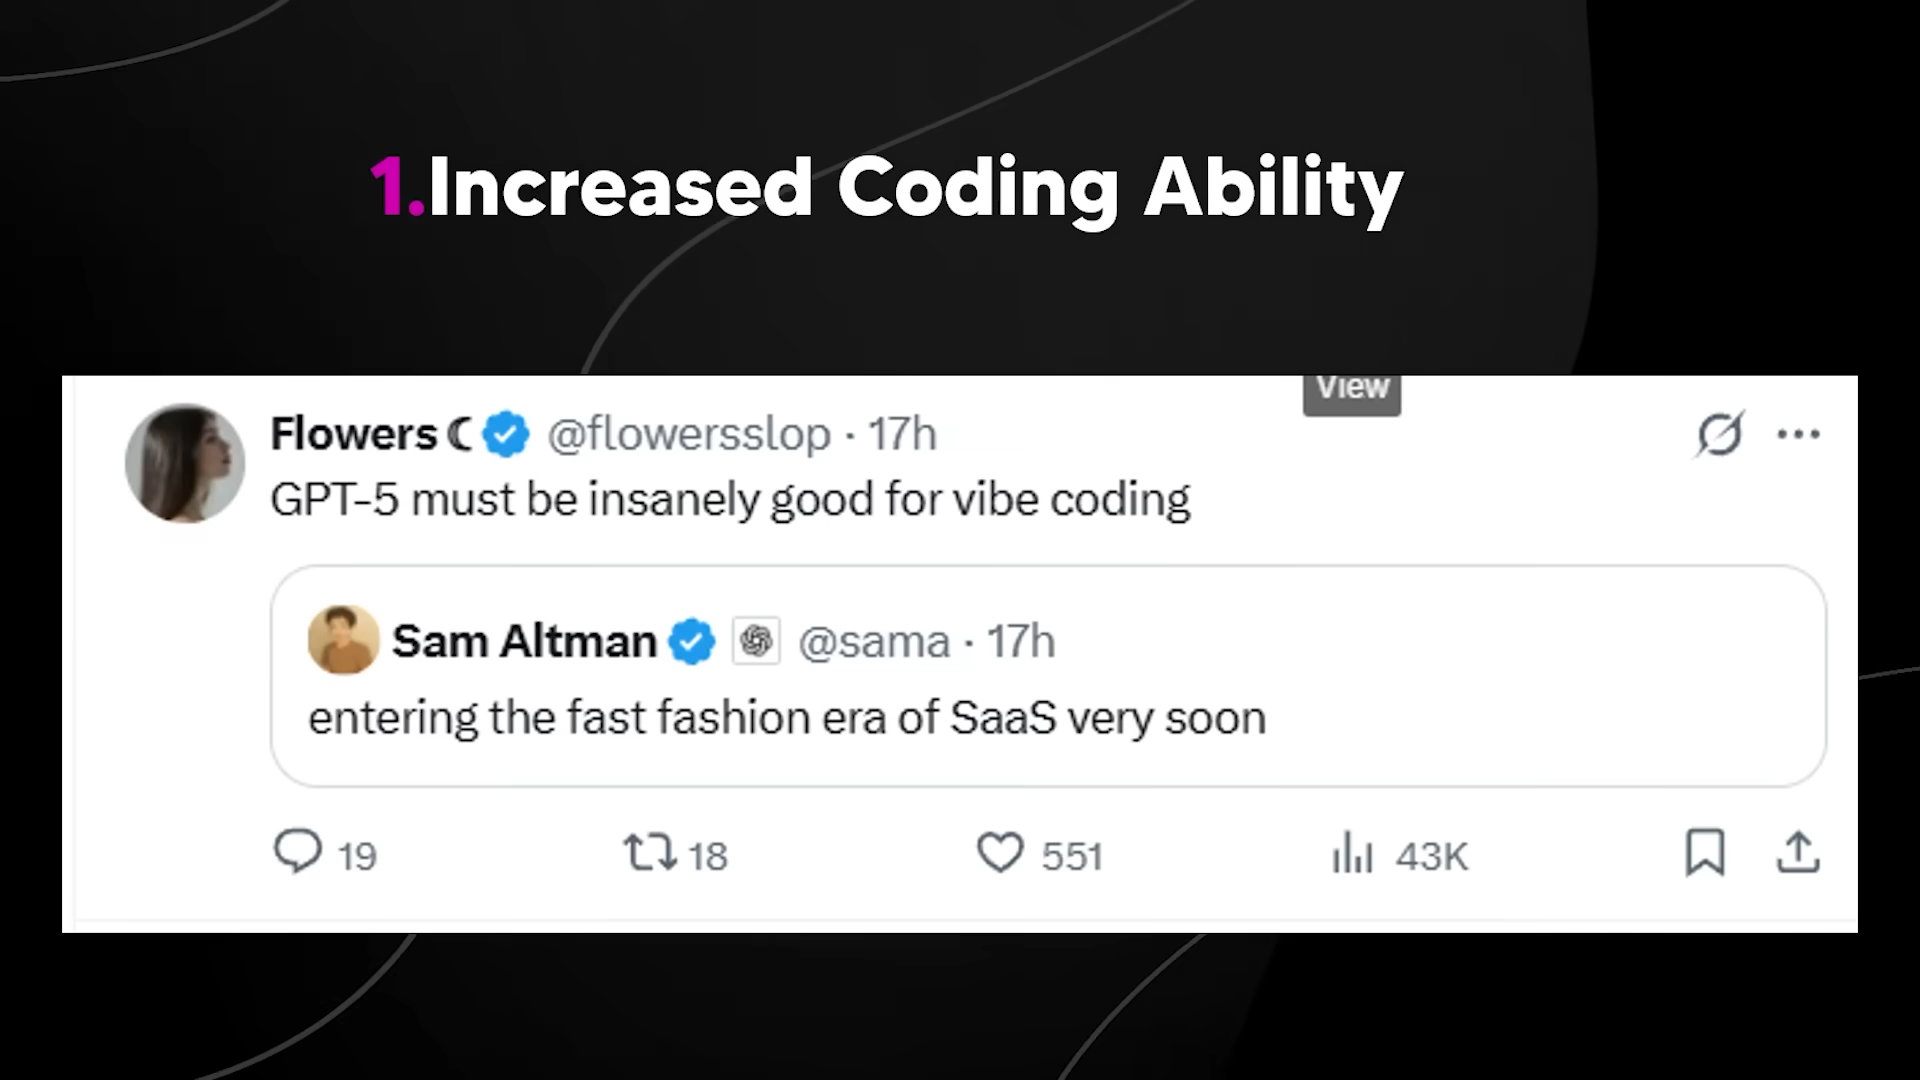 1.Increased Coding Ability
View
Flowers ☾ @flowersslop · 17h
GPT-5 must be insanely good for vibe coding
Sam Altman @sama · 17h
entering the fast fashion era of SaaS very soon
19 18 551 43K